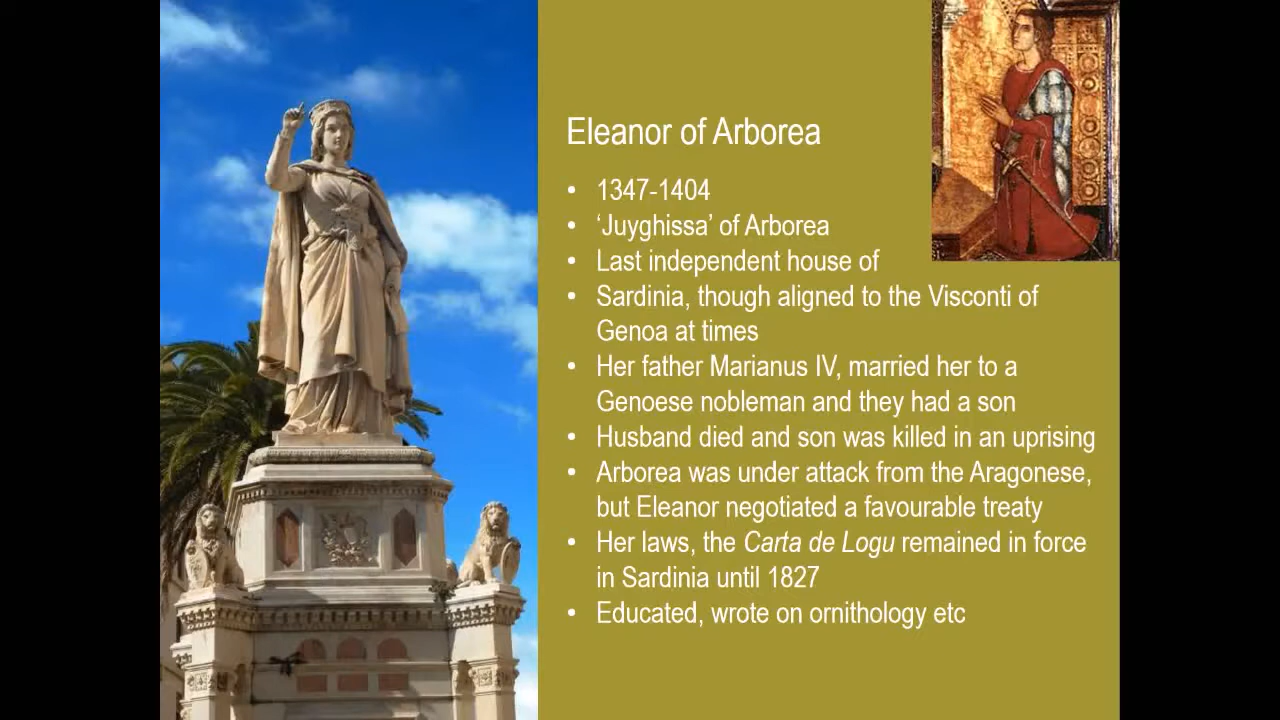 Eleanor of Arborea
• 1347-1404
• ‘Juyghissa’ of Arborea
• Last independent house of
• Sardinia, though aligned to the Visconti of
Genoa at times
• Her father Marianus IV, married her to a
Genoese nobleman and they had a son
• Husband died and son was killed in an uprising
• Arborea was under attack from the Aragonese,
but Eleanor negotiated a favourable treaty
• Her laws, the Carta de Logu remained in force
in Sardinia until 1827
• Educated, wrote on ornithology etc